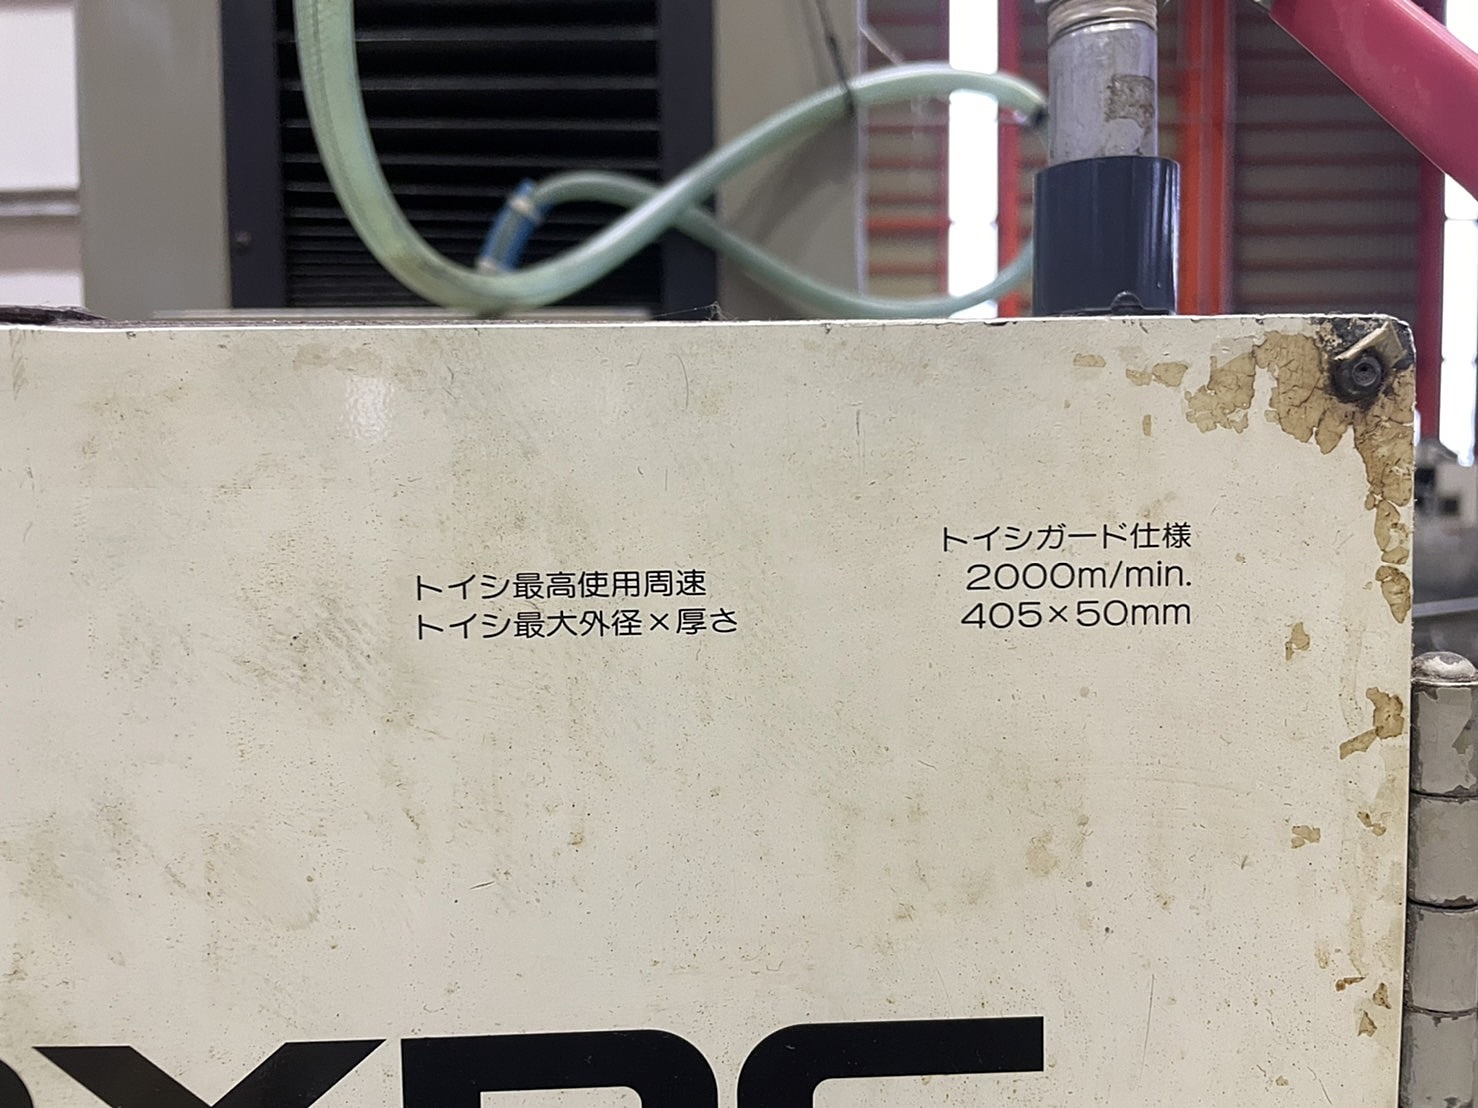 トイシガード仕様
トイシ最高使用周速 2000m/min.
トイシ最大外径×厚さ 405×50mm